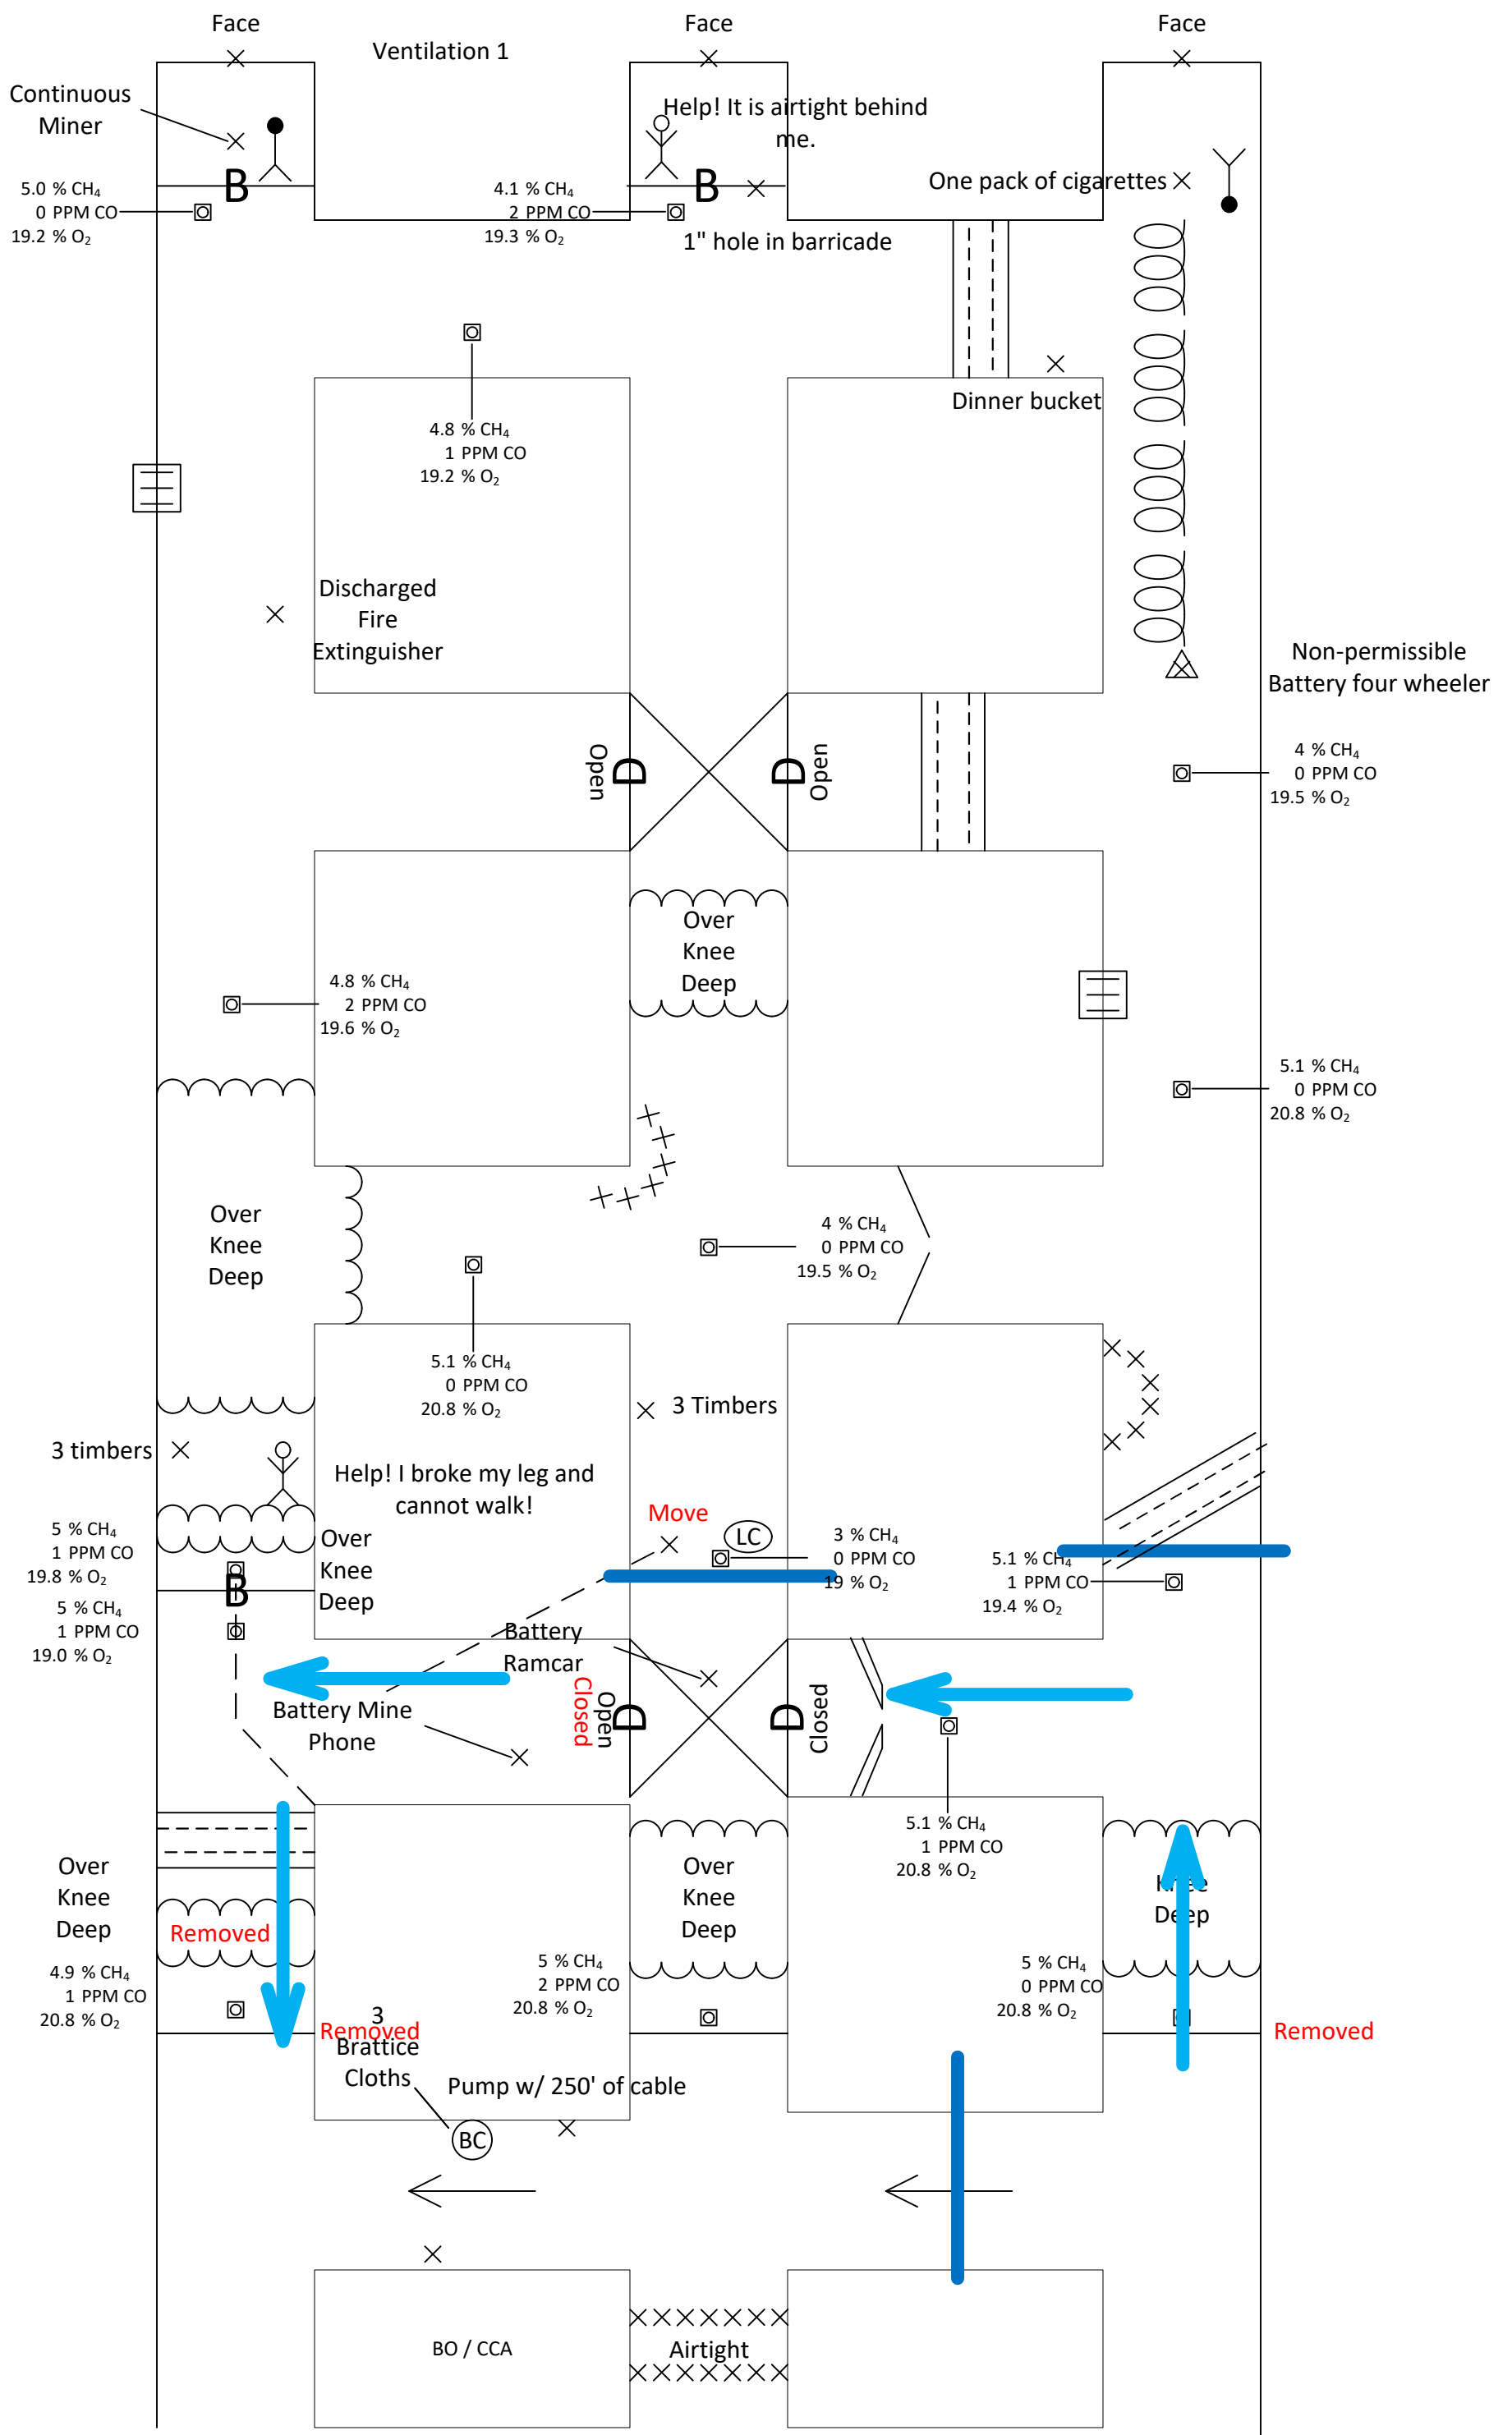 Face
Face
Face
Ventilation 1
Continuous
Miner
Help! It is airtight behind
me.
One pack of cigarettes
B
B
5.0 % CH₄
0 PPM CO
19.2 % O₂
4.1 % CH₄
2 PPM CO
19.3 % O₂
1" hole in barricade
Dinner bucket
4.8 % CH₄
1 PPM CO
19.2 % O₂
Discharged
Fire
Extinguisher
Non-permissible
Battery four wheeler
Open
D
D
Open
4 % CH₄
0 PPM CO
19.5 % O₂
Over
Knee
Deep
4.8 % CH₄
2 PPM CO
19.6 % O₂
5.1 % CH₄
0 PPM CO
20.8 % O₂
Over
Knee
Deep
4 % CH₄
0 PPM CO
19.5 % O₂
5.1 % CH₄
0 PPM CO
20.8 % O₂
3 Timbers
3 timbers
Help! I broke my leg and
cannot walk!
Move
LC
Over
Knee
Deep
5 % CH₄
1 PPM CO
19.8 % O₂
B
3 % CH₄
0 PPM CO
19 % O₂
5.1 % CH₄
1 PPM CO
19.4 % O₂
5 % CH₄
1 PPM CO
19.0 % O₂
Battery
Ramcar
Battery Mine
Phone
Closed
Open
D
D
Closed
5.1 % CH₄
1 PPM CO
20.8 % O₂
Over
Knee
Deep
Removed
Over
Knee
Deep
Knee
Deep
4.9 % CH₄
1 PPM CO
20.8 % O₂
5 % CH₄
2 PPM CO
20.8 % O₂
5 % CH₄
0 PPM CO
20.8 % O₂
Removed
Removed
3
Brattice
Cloths
Pump w/ 250' of cable
BC
BO / CCA
Airtight